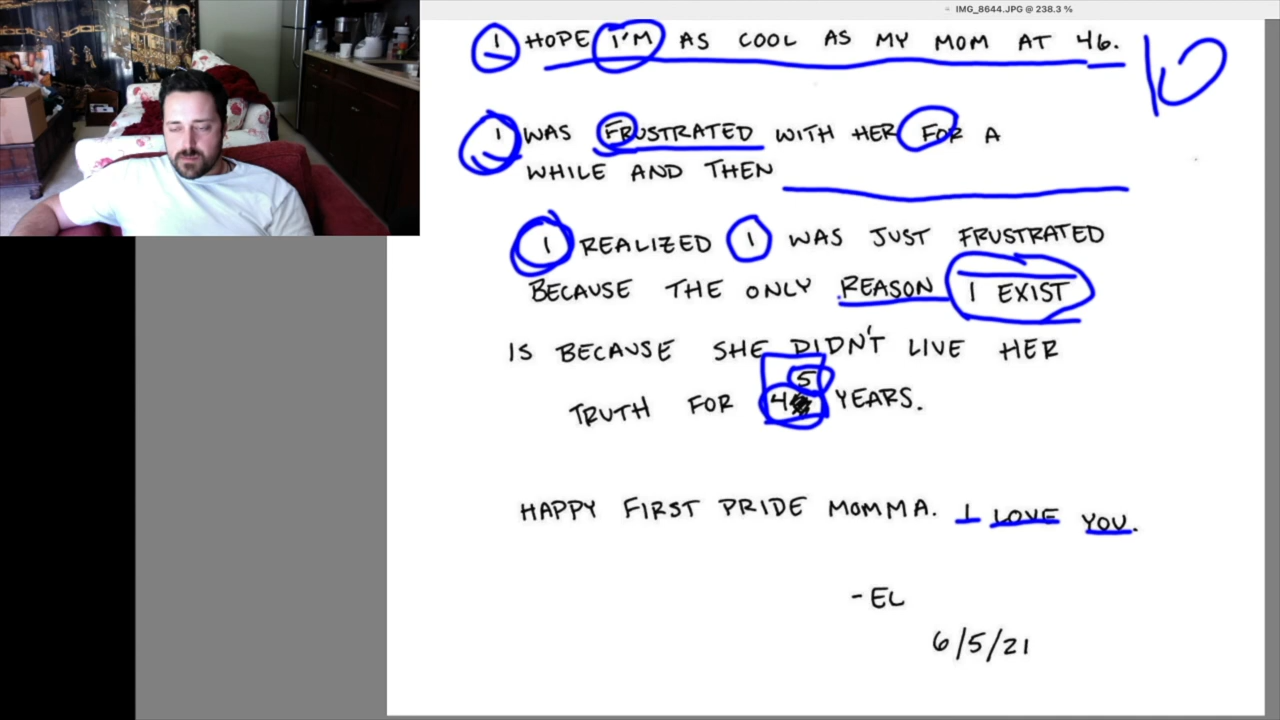 IMG_8644.JPG @ 238.3 %
I HOPE I'M AS COOL AS MY MOM AT 46.
10
I WAS FRUSTRATED WITH HER FOR A
WHILE AND THEN
I REALIZED I WAS JUST FRUSTRATED
BECAUSE THE ONLY REASON I EXIST
IS BECAUSE SHE DIDN'T LIVE HER
5
TRUTH FOR 4 YEARS.
HAPPY FIRST PRIDE MOMMA. I LOVE YOU.
-EL
6/5/21